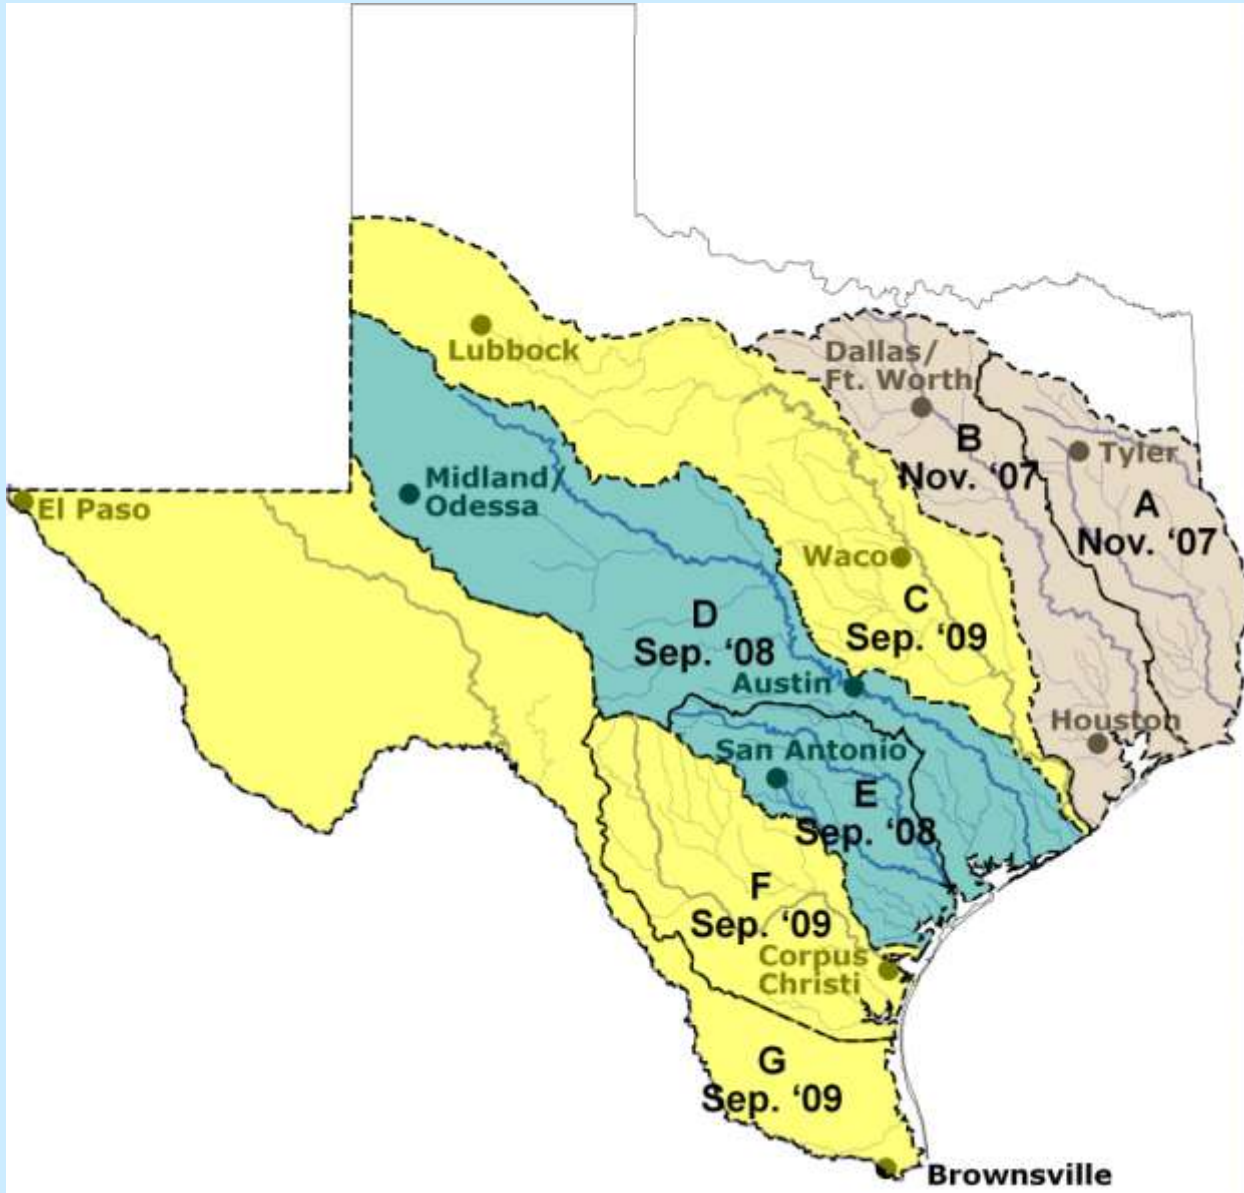 Lubbock
Dallas/
Ft. Worth
B
Nov. ‘07
Tyler
A
Nov. ‘07
Midland/
Odessa
El Paso
Waco
C
Sep. ‘09
D
Sep. ‘08
Austin
Houston
San Antonio
E
Sep. ‘08
F
Sep. ‘09
Corpus
Christi
G
Sep. ‘09
Brownsville